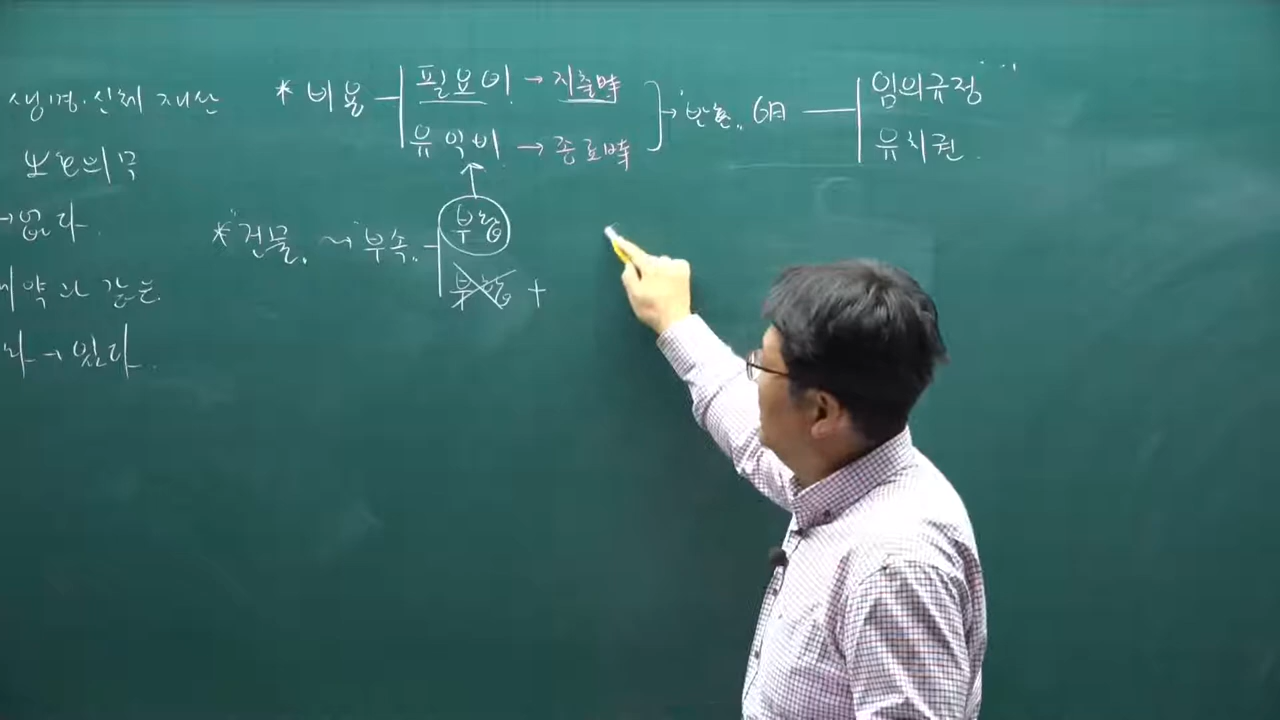 생명·신체 재산
보호의무
→없다.
계약과 같은
→있다.
* 비용 필요비. → 지출時
유익비. → 종료時
→ "반환" 6月
임의규정
유치권.
* "건물. ~ "부속"
부합
부합 +